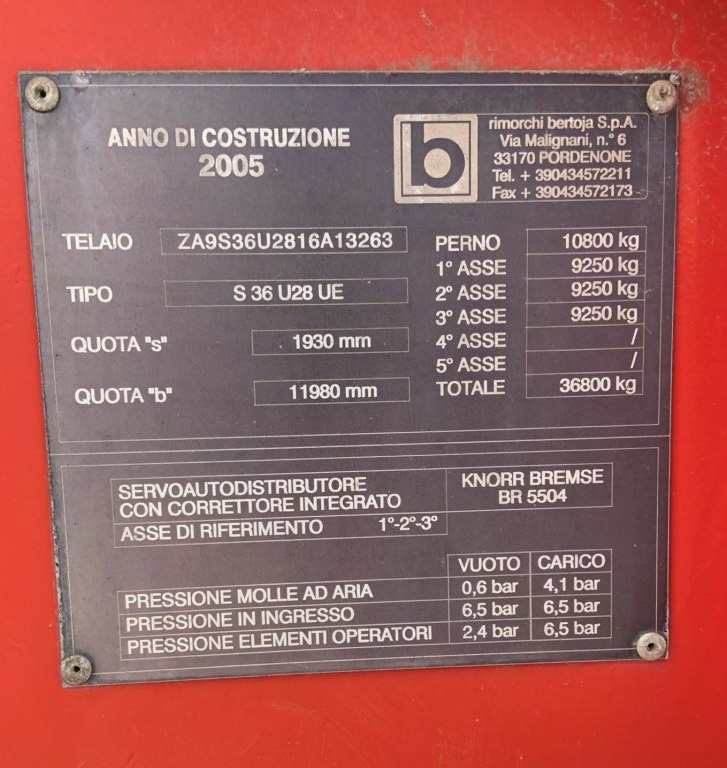 ANNO DI COSTRUZIONE
2005
b
rimorchi bertoja S.p.A.
Via Malignani, n.° 6
33170 PORDENONE
Tel. + 390434572211
Fax + 390434572173
TELAIO ZA9S36U2816A13263
TIPO S 36 U28 UE
QUOTA "s" 1930 mm
QUOTA "b" 11980 mm
PERNO 10800 kg
1° ASSE 9250 kg
2° ASSE 9250 kg
3° ASSE 9250 kg
4° ASSE /
5° ASSE /
TOTALE 36800 kg
SERVOAUTODISTRIBUTORE
CON CORRETTORE INTEGRATO
KNORR BREMSE
BR 5504
ASSE DI RIFERIMENTO 1°-2°-3°
VUOTO CARICO
PRESSIONE MOLLE AD ARIA 0,6 bar 4,1 bar
PRESSIONE IN INGRESSO 6,5 bar 6,5 bar
PRESSIONE ELEMENTI OPERATORI 2,4 bar 6,5 bar